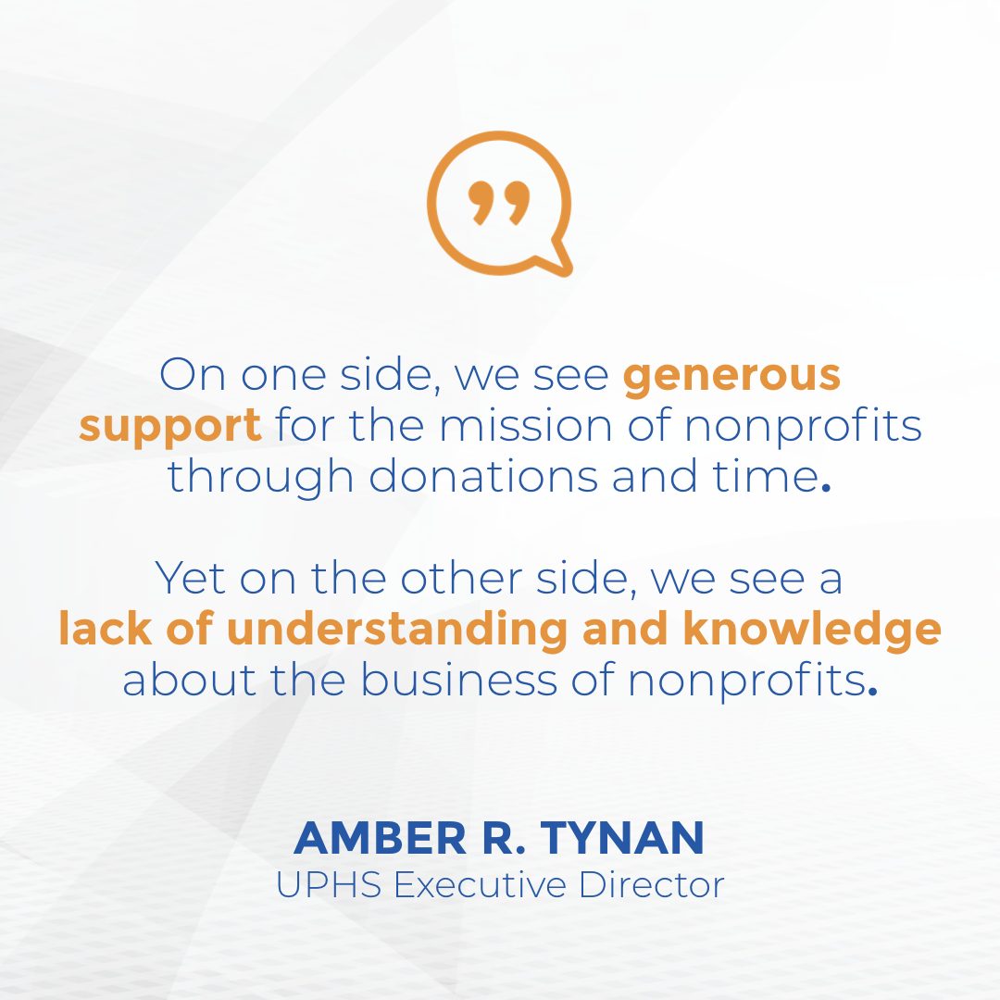 On one side, we see generous
support for the mission of nonprofits
through donations and time.
Yet on the other side, we see a
lack of understanding and knowledge
about the business of nonprofits.
AMBER R. TYNAN
UPHS Executive Director